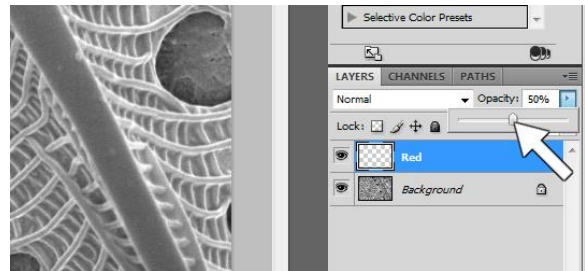 Selective Color Presets
LAYERS CHANNELS PATHS
Normal Opacity: 50%
Lock:
Red
Background